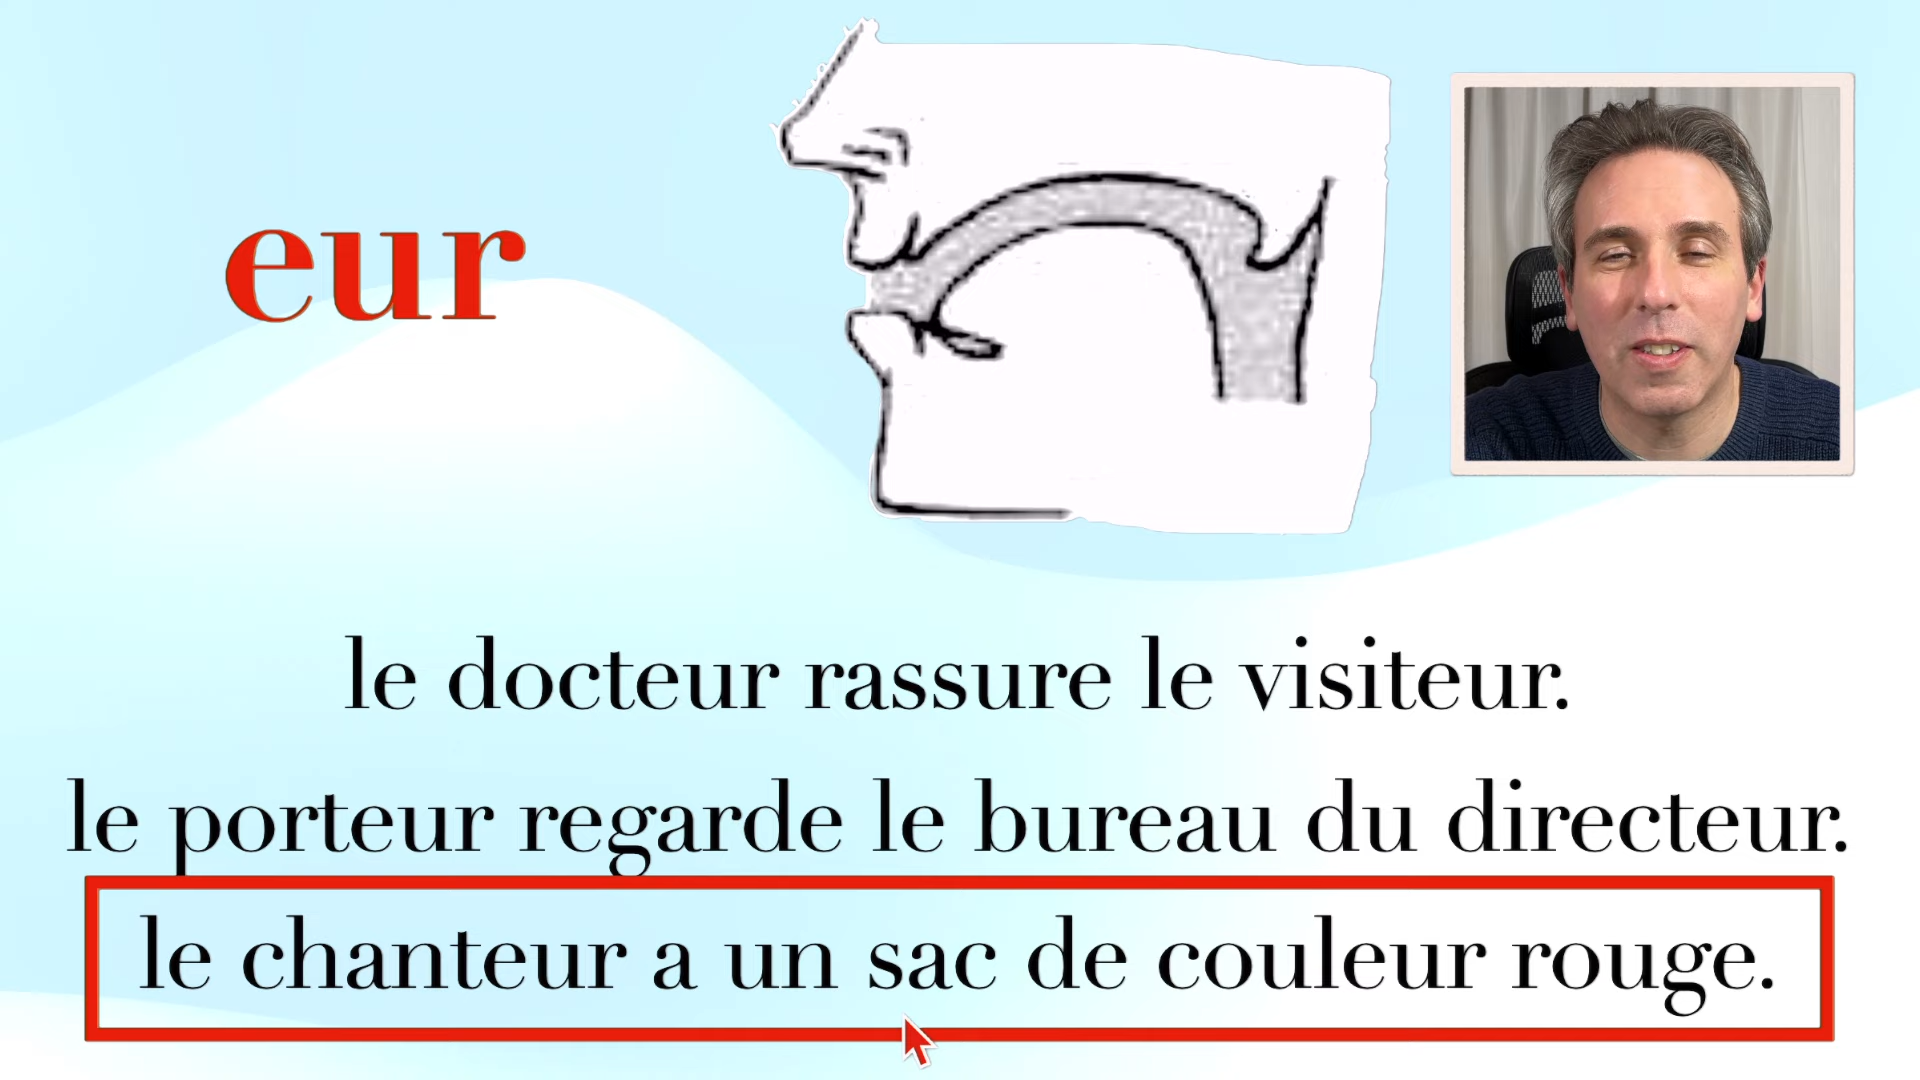 eur
le docteur rassure le visiteur.
le porteur regarde le bureau du directeur.
le chanteur a un sac de couleur rouge.